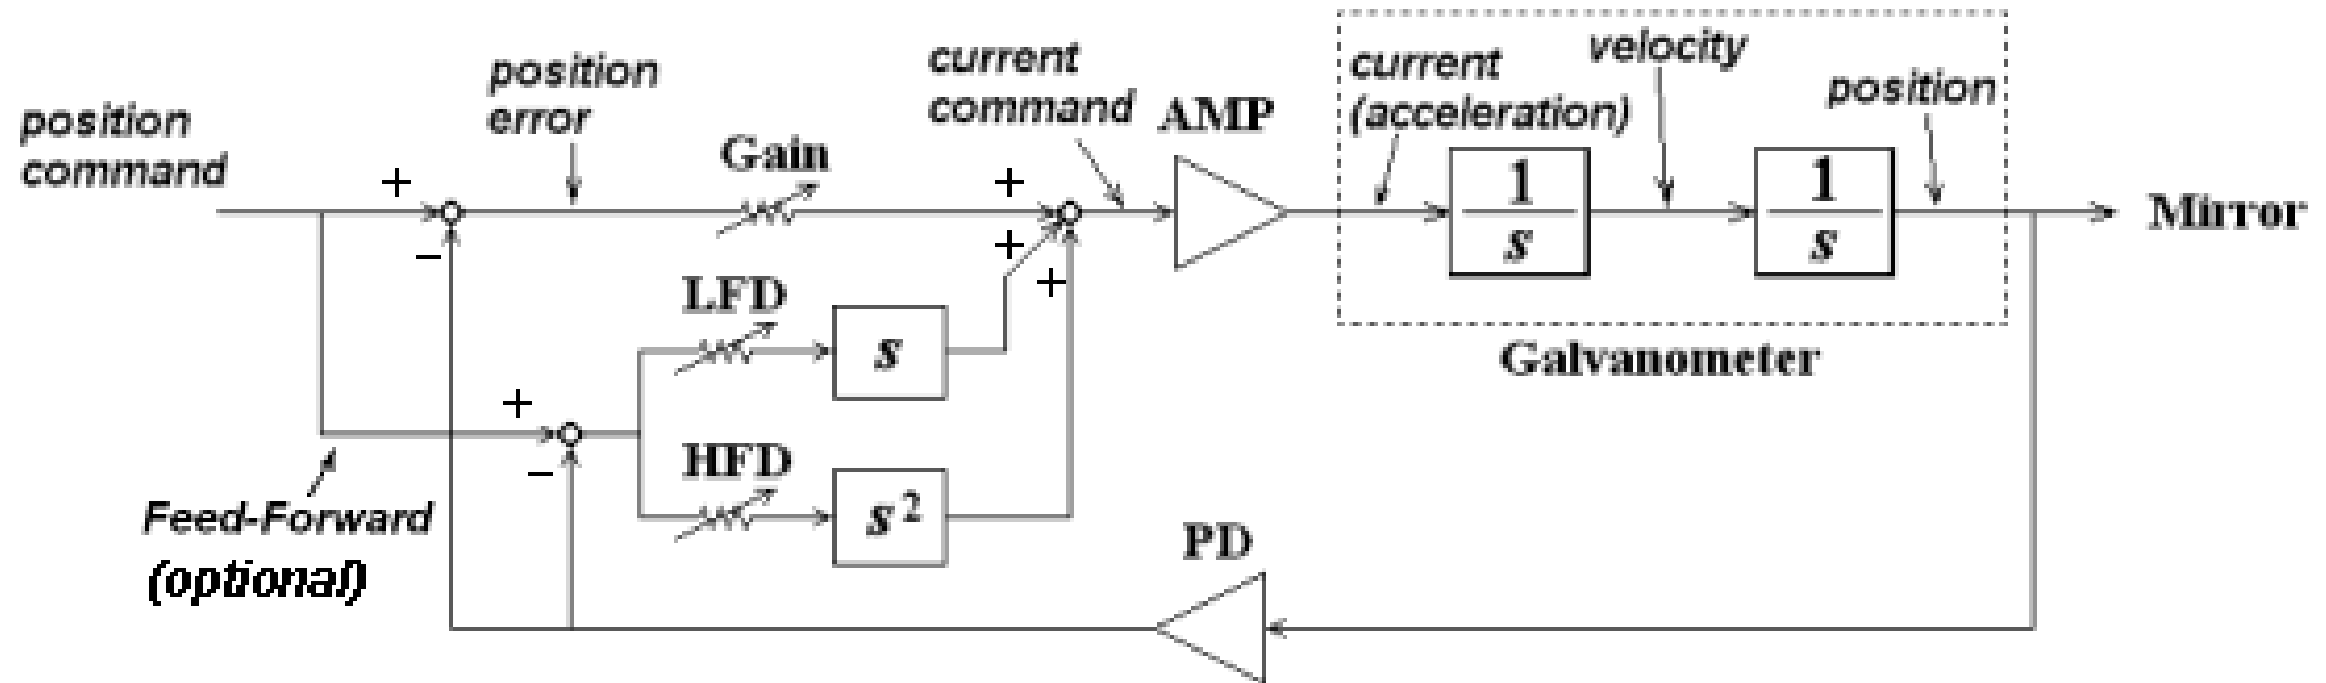 position
command
+
−
position
error
Gain
current
command
+
+
+
AMP
current
(acceleration)
velocity
position
1
s
1
s
Mirror
Galvanometer
LFD
s
+
−
HFD
s²
Feed-Forward
(optional)
PD